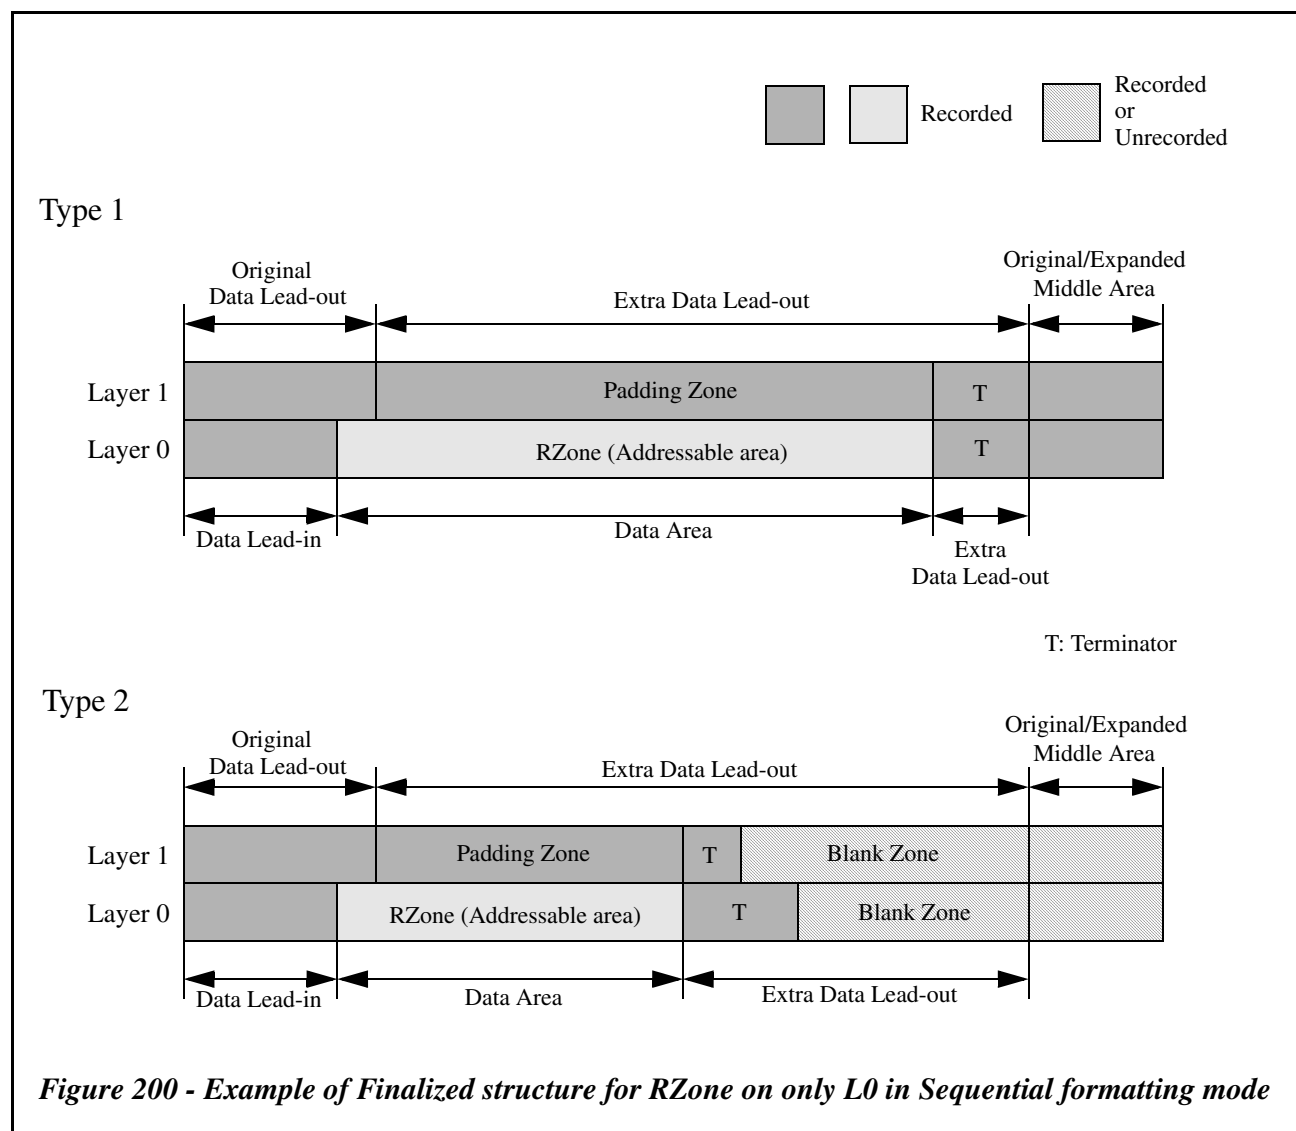 Recorded
Recorded
or
Unrecorded
Type 1
Original
Data Lead-out
Extra Data Lead-out
Original/Expanded
Middle Area
Layer 1
Padding Zone
T
Layer 0
RZone (Addressable area)
T
Data Lead-in
Data Area
Extra
Data Lead-out
T: Terminator
Type 2
Original
Data Lead-out
Extra Data Lead-out
Original/Expanded
Middle Area
Layer 1
Padding Zone
T
Blank Zone
Layer 0
RZone (Addressable area)
T
Blank Zone
Data Lead-in
Data Area
Extra Data Lead-out
Figure 200 - Example of Finalized structure for RZone on only L0 in Sequential formatting mode